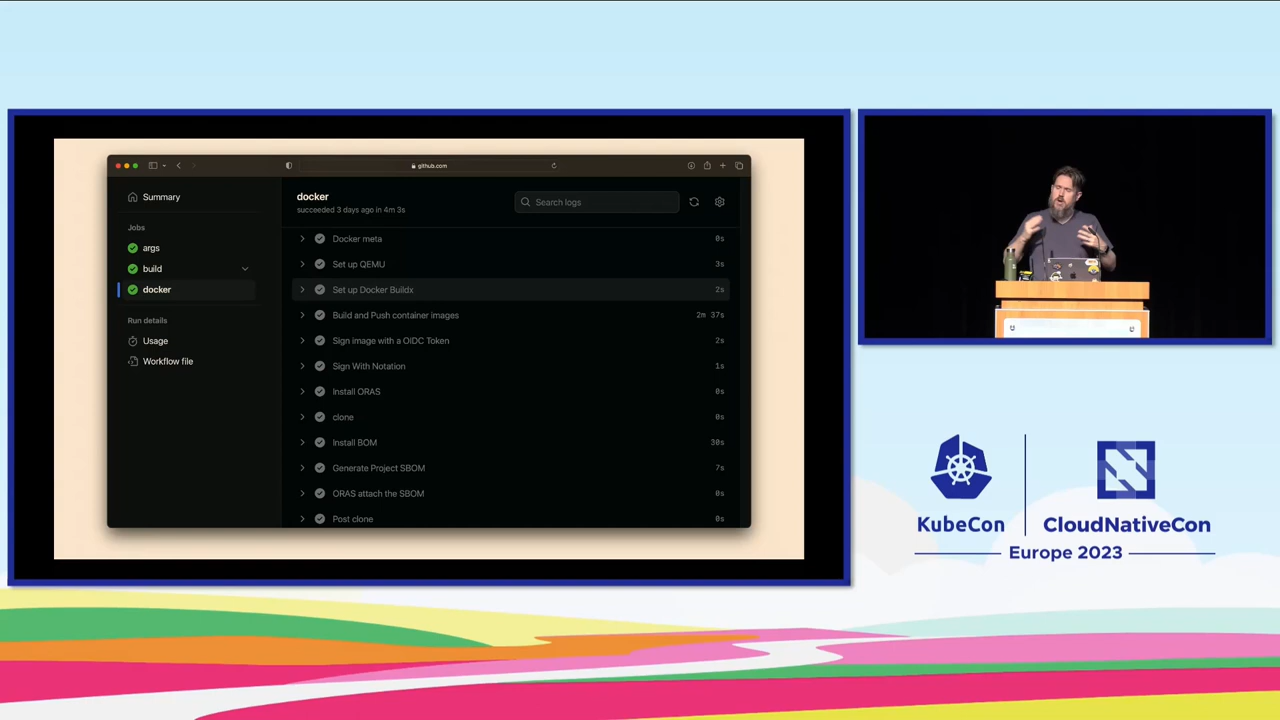 github.com
Summary
Jobs
args
build
docker
Run details
Usage
Workflow file
docker
succeeded 3 days ago in 4m 3s
Search logs
Docker meta 0s
Set up QEMU 3s
Set up Docker Buildx 2s
Build and Push container images 2m 37s
Sign image with a OIDC Token 2s
Sign With Notation 1s
Install ORAS 0s
clone 0s
Install BOM 30s
Generate Project SBOM 7s
ORAS attach the SBOM 0s
Post clone 0s
KubeCon
CloudNativeCon
Europe 2023